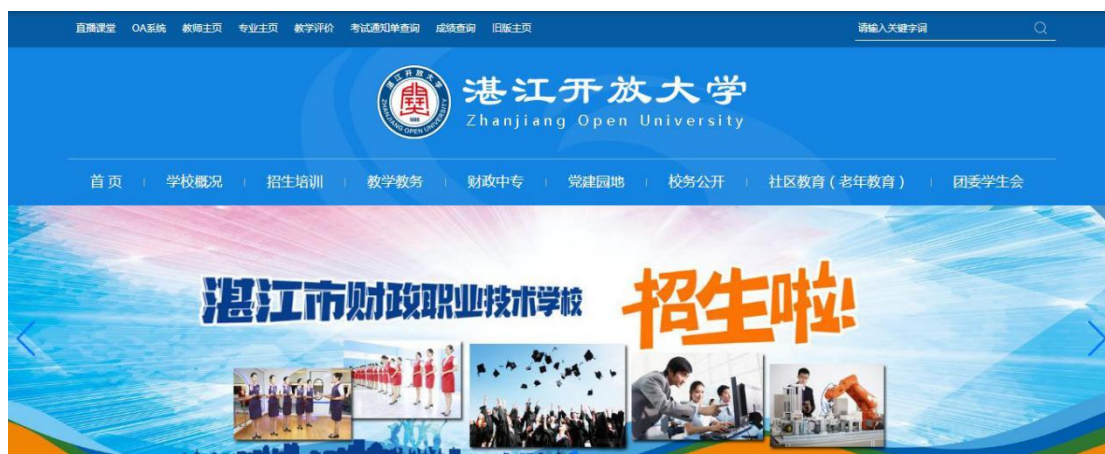 直播课堂 OA系统 教师主页 专业主页 教学评价 考试通知单查询 成绩查询 旧版主页 请输入关键字词
湛江开放大学
Zhanjiang Open University
首页 学校概况 招生培训 教学教务 财政中专 党建园地 校务公开 社区教育(老年教育) 团委学生会
湛江市财政职业技术学校 招生啦!